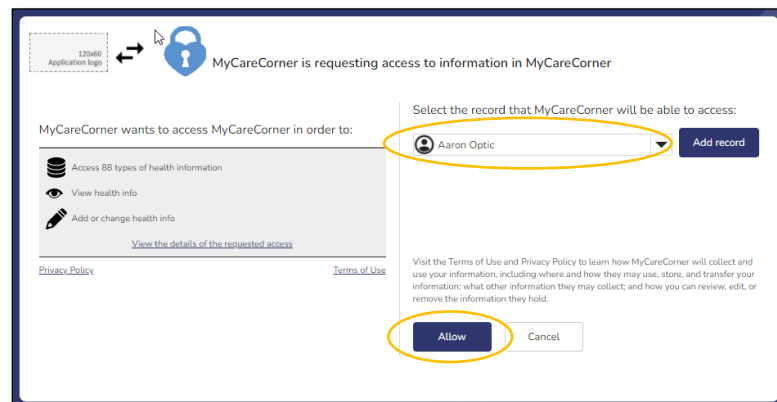 120x60
Application logo
MyCareCorner is requesting access to information in MyCareCorner
MyCareCorner wants to access MyCareCorner in order to:
Access 88 types of health information
View health info
Add or change health info
View the details of the requested access
Privacy Policy
Terms of Use
Select the record that MyCareCorner will be able to access:
Aaron Optic
Add record
Visit the Terms of Use and Privacy Policy to learn how MyCareCorner will collect and
use your information, including where and how they may use, store, and transfer your
information; what other information they may collect; and how you can review, edit, or
remove the information they hold.
Allow
Cancel